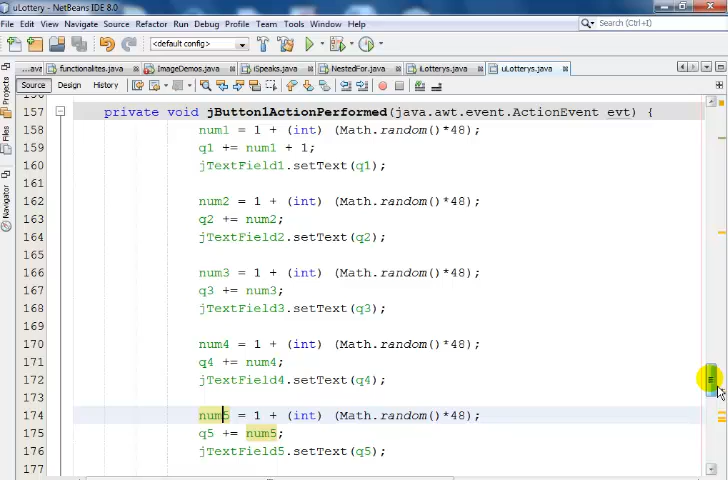 uLottery - NetBeans IDE 8.0
File Edit View Navigate Source Refactor Run Debug Profile Team Tools Window Help
Search (Ctrl+I)
<default config>
...ava functionalites.java ImageDemos.java iSpeaks.java NestedFor.java iLotterys.java uLotterys.java
Source Design History
Projects
Files
Navigator
157 private void jButton1ActionPerformed(java.awt.event.ActionEvent evt) {
158 num1 = 1 + (int) (Math.random()*48);
159 q1 += num1 + 1;
160 jTextField1.setText(q1);
161
162 num2 = 1 + (int) (Math.random()*48);
163 q2 += num2;
164 jTextField2.setText(q2);
165
166 num3 = 1 + (int) (Math.random()*48);
167 q3 += num3;
168 jTextField3.setText(q3);
169
170 num4 = 1 + (int) (Math.random()*48);
171 q4 += num4;
172 jTextField4.setText(q4);
173
174 num5 = 1 + (int) (Math.random()*48);
175 q5 += num5;
176 jTextField5.setText(q5);
177